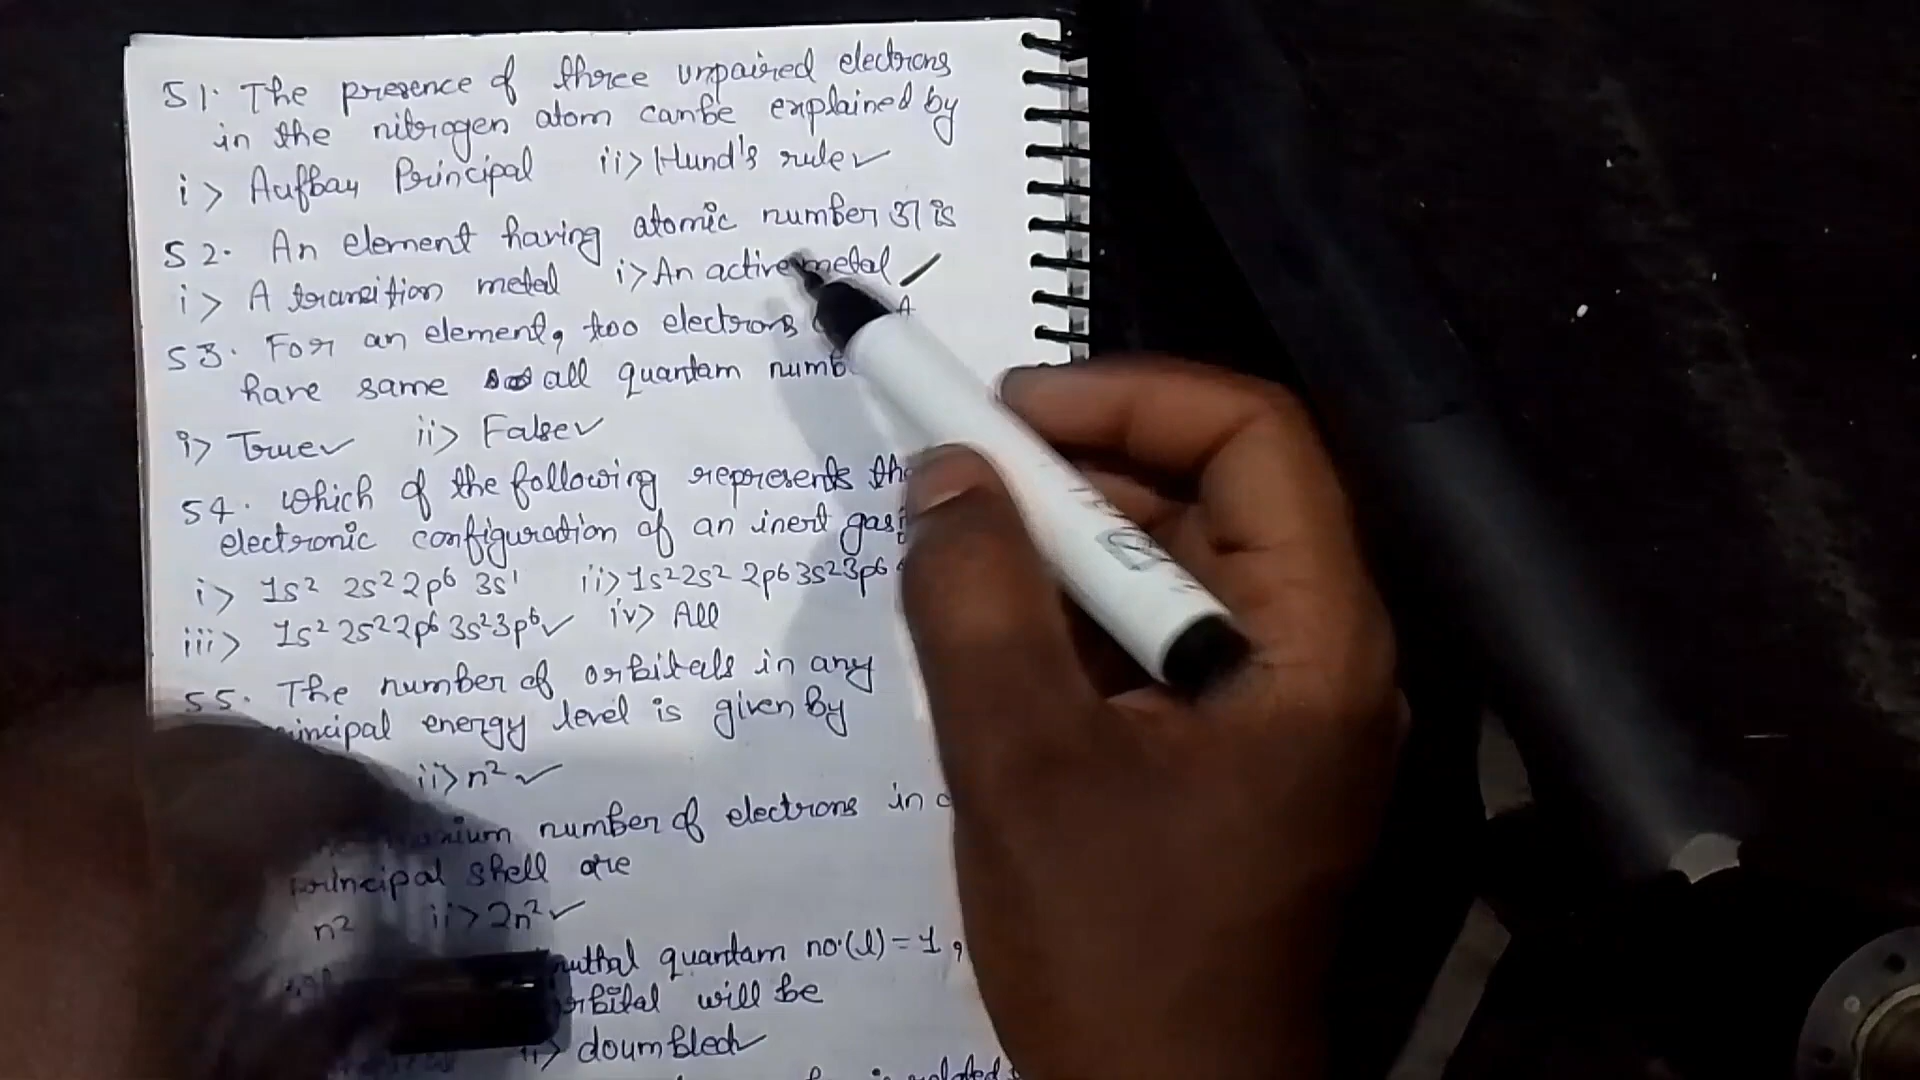 51. The presence of three unpaired electrons
in the nitrogen atom canbe explained by
i> Aufbau Principal ii> Hund's rule✓
52. An element having atomic number 37 is
i> A transition metal i> An active metal ✓
53. For an element, too electrons
have same all quantam numb
i> True✓ ii> False✓
54. which of the following represents the
electronic configuration of an inert gas
i> 1s² 2s² 2p⁶ 3s¹ ii> 1s² 2s² 2p⁶ 3s² 3p⁶
iii> 1s² 2s² 2p⁶ 3s² 3p⁶✓ iv> All
55. The number of orbitals in any
principal energy level is given by
ii> n² ✓
number of electrons in
principal shell are
n² ii> 2n² ✓
quantam no.(l) = 1,
orbital will be
ii> doumbled✓